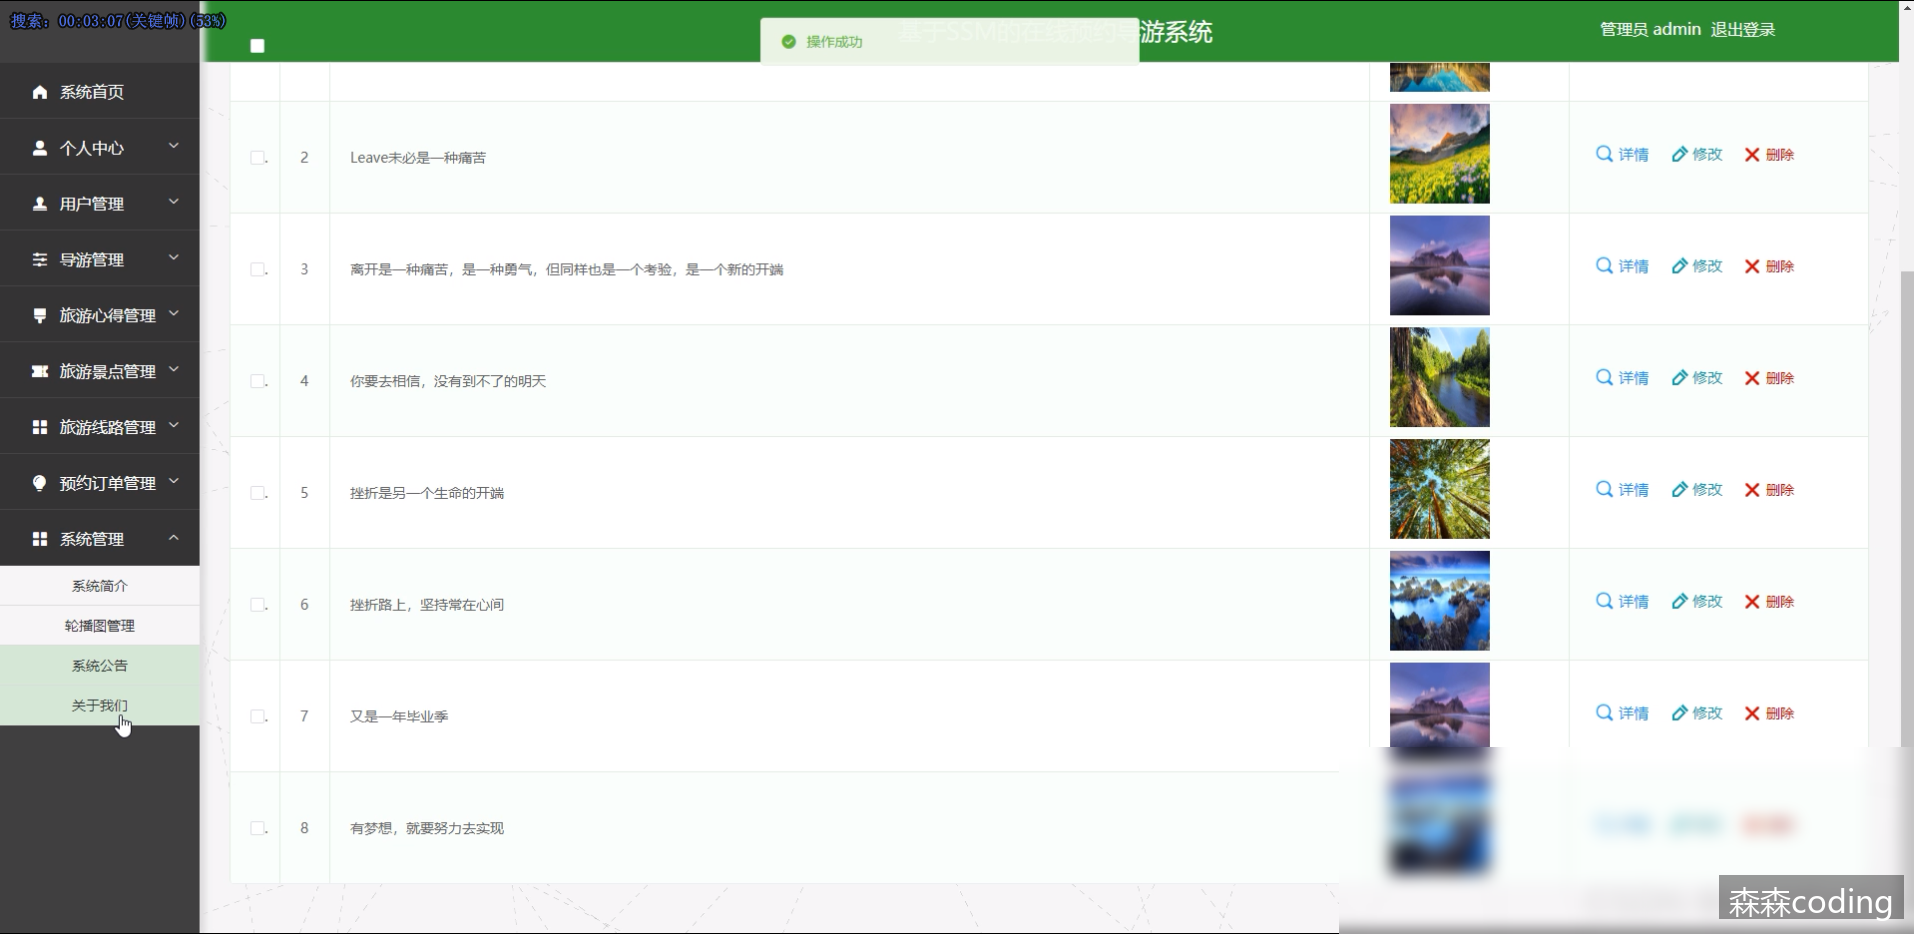 搜索：00:03:07(关键帧)(53%)
基于SSM的在线预约导游系统
操作成功
管理员 admin 退出登录
系统首页
个人中心
用户管理
导游管理
旅游心得管理
旅游景点管理
旅游线路管理
预约订单管理
系统管理
系统简介
轮播图管理
系统公告
关于我们
2 Leave未必是一种痛苦 详情 修改 删除
3 离开是一种痛苦，是一种勇气，但同样也是一个考验，是一个新的开端 详情 修改 删除
4 你要去相信，没有到不了的明天 详情 修改 删除
5 挫折是另一个生命的开端 详情 修改 删除
6 挫折路上，坚持常在心间 详情 修改 删除
7 又是一年毕业季 详情 修改 删除
8 有梦想，就要努力去实现
森森coding